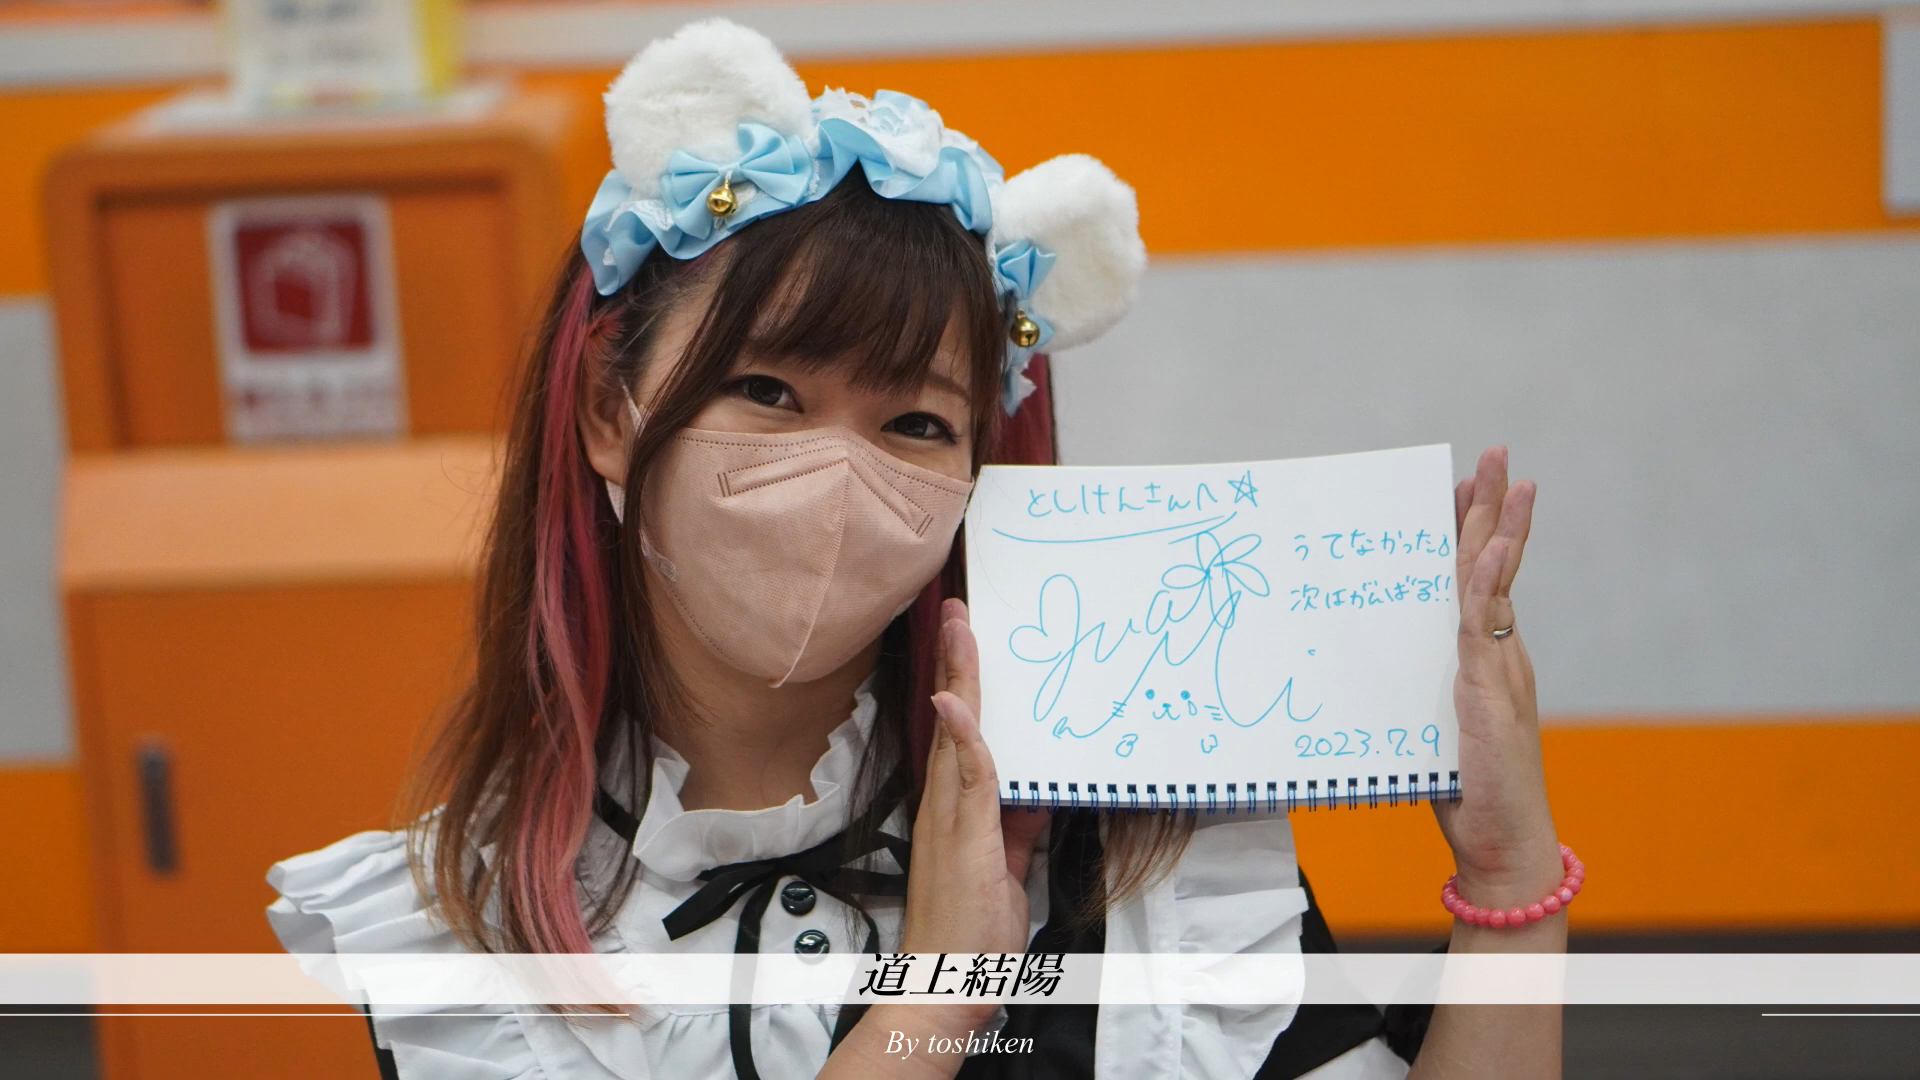 としけんさんへ☆
うてなかった
次はがんばる!!
2023.7.9
道上結陽
By toshiken